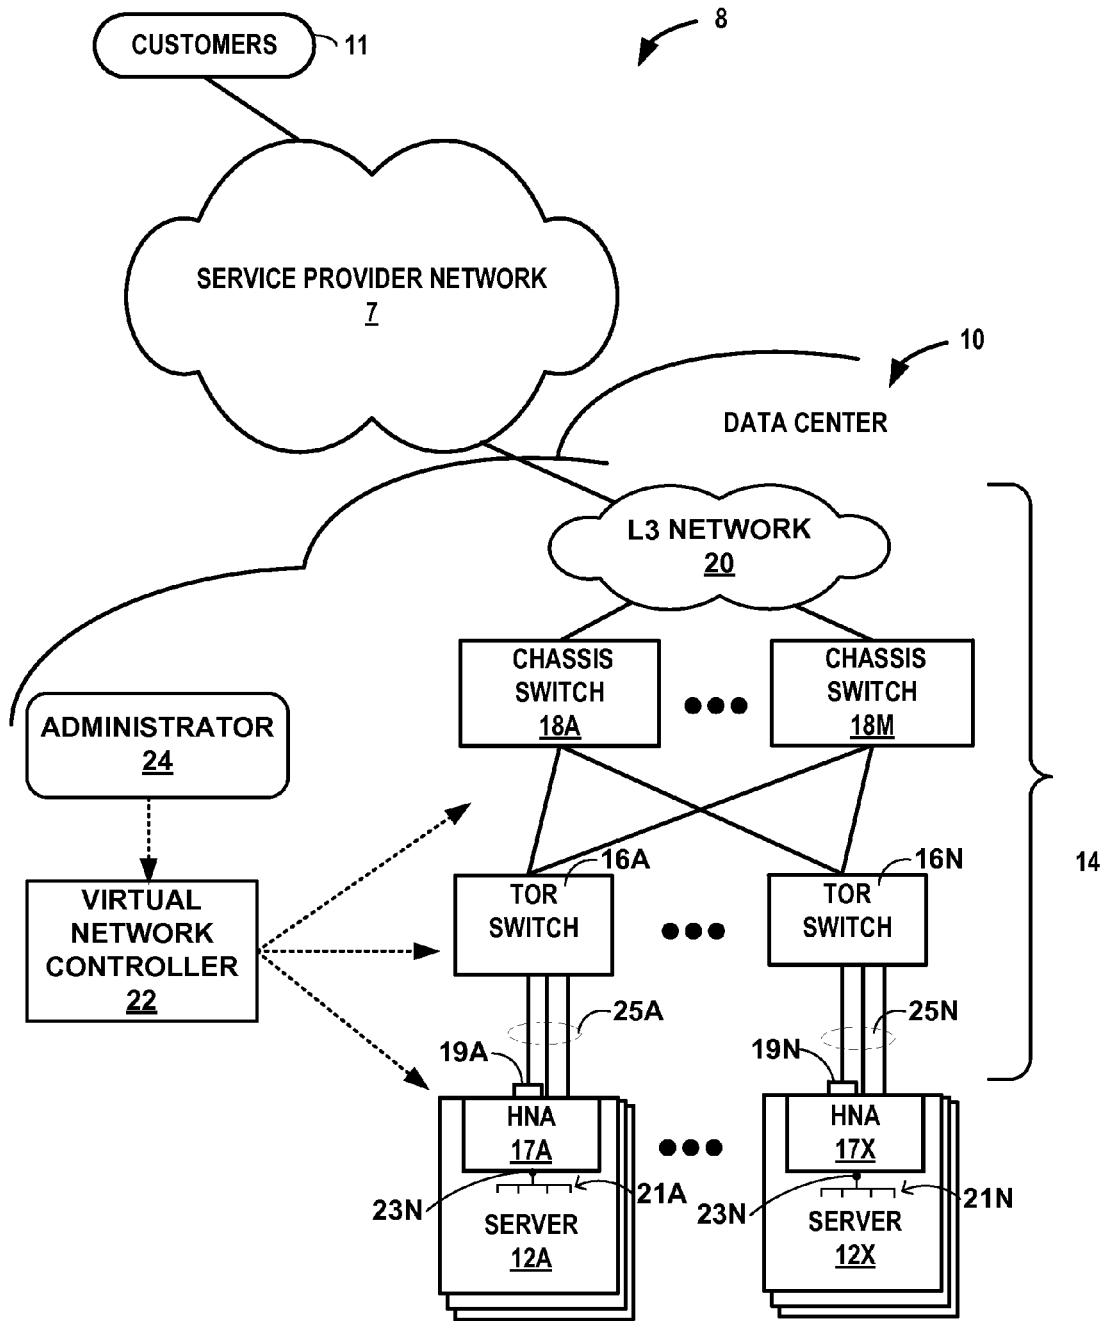 CUSTOMERS
11
8
SERVICE PROVIDER NETWORK
7
10
DATA CENTER
L3 NETWORK
20
CHASSIS
SWITCH
18A
CHASSIS
SWITCH
18M
ADMINISTRATOR
24
14
16A
TOR
SWITCH
16N
TOR
SWITCH
VIRTUAL
NETWORK
CONTROLLER
22
25A
25N
19A
19N
HNA
17A
HNA
17X
23N
21A
23N
21N
SERVER
12A
SERVER
12X